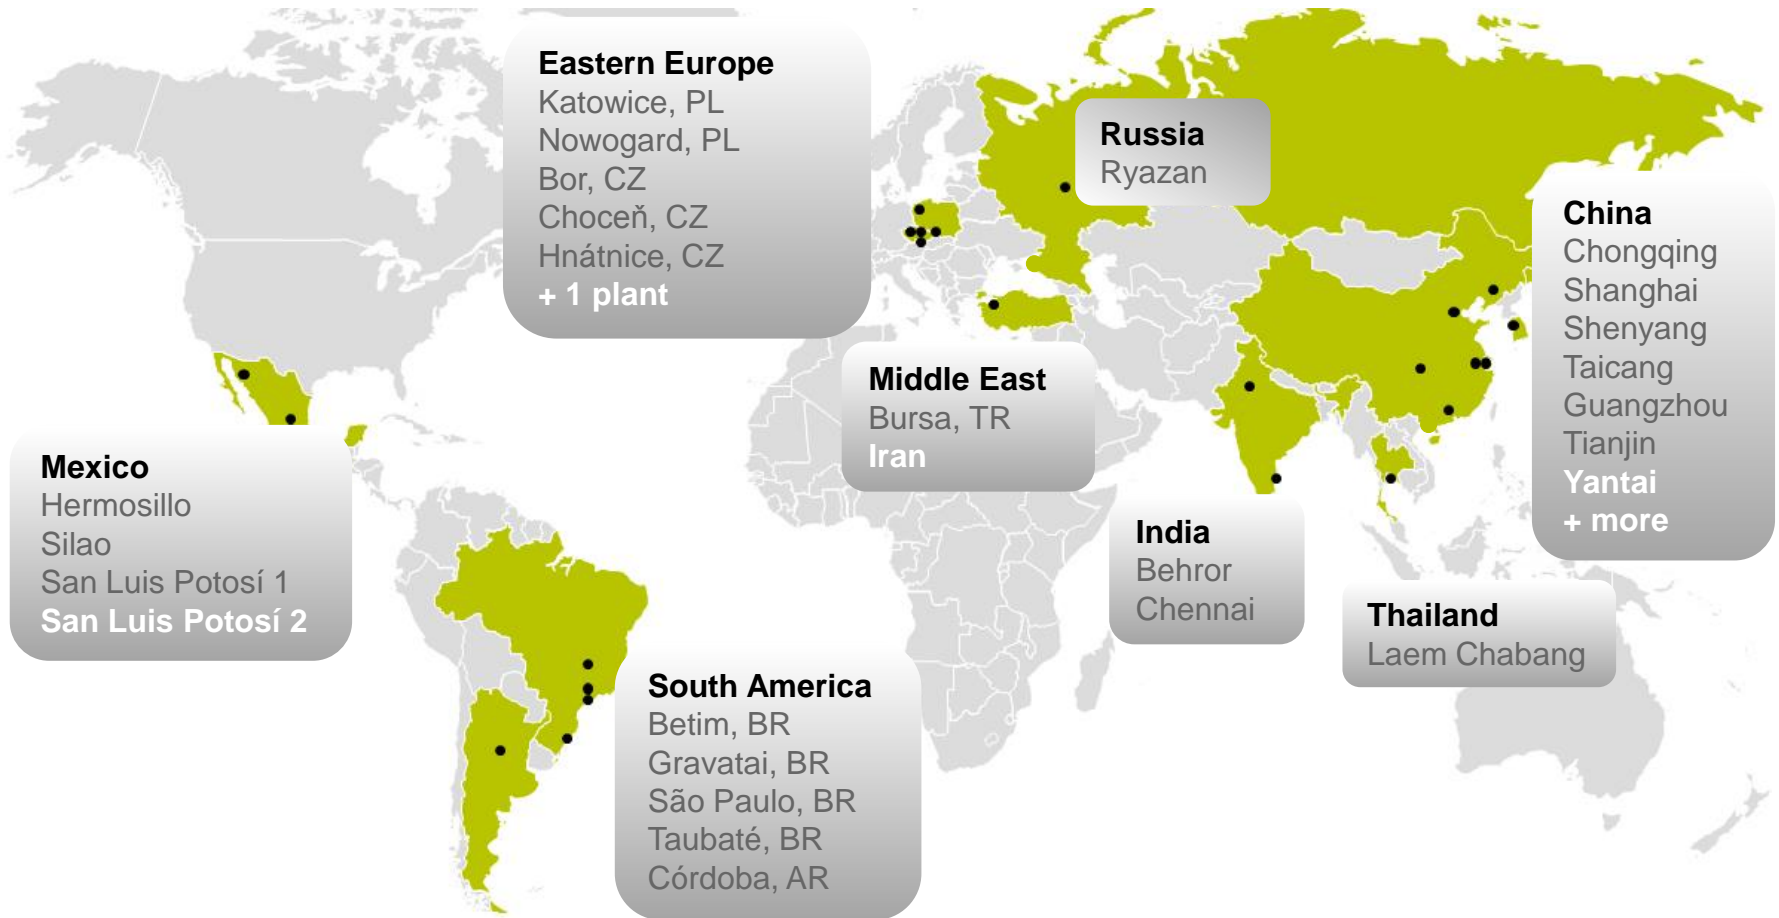 Eastern Europe
Katowice, PL
Nowogard, PL
Bor, CZ
Choceň, CZ
Hnátnice, CZ
+ 1 plant
Russia
Ryazan
China
Chongqing
Shanghai
Shenyang
Taicang
Guangzhou
Tianjin
Yantai
+ more
Middle East
Bursa, TR
Iran
Mexico
Hermosillo
Silao
San Luis Potosí 1
San Luis Potosí 2
India
Behror
Chennai
Thailand
Laem Chabang
South America
Betim, BR
Gravatai, BR
São Paulo, BR
Taubaté, BR
Córdoba, AR